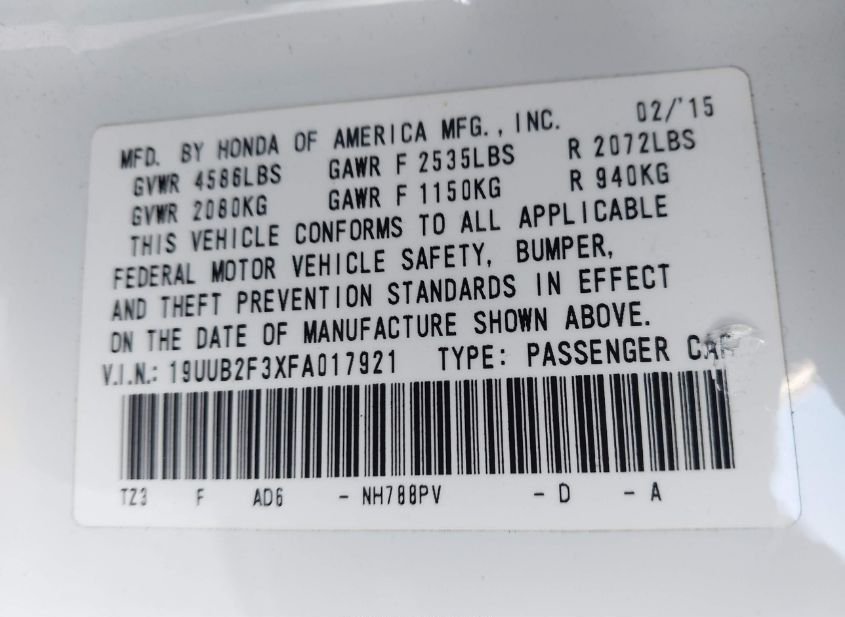 MFD. BY HONDA OF AMERICA MFG., INC. 02/'15
GVWR 4586LBS GAWR F 2535LBS R 2072LBS
GVWR 2080KG GAWR F 1150KG R 940KG
THIS VEHICLE CONFORMS TO ALL APPLICABLE
FEDERAL MOTOR VEHICLE SAFETY, BUMPER,
AND THEFT PREVENTION STANDARDS IN EFFECT
ON THE DATE OF MANUFACTURE SHOWN ABOVE.
V.I.N.: 19UUB2F3XFA017921 TYPE: PASSENGER CAR
TZ3 F AD6 - NH788PV - D - A